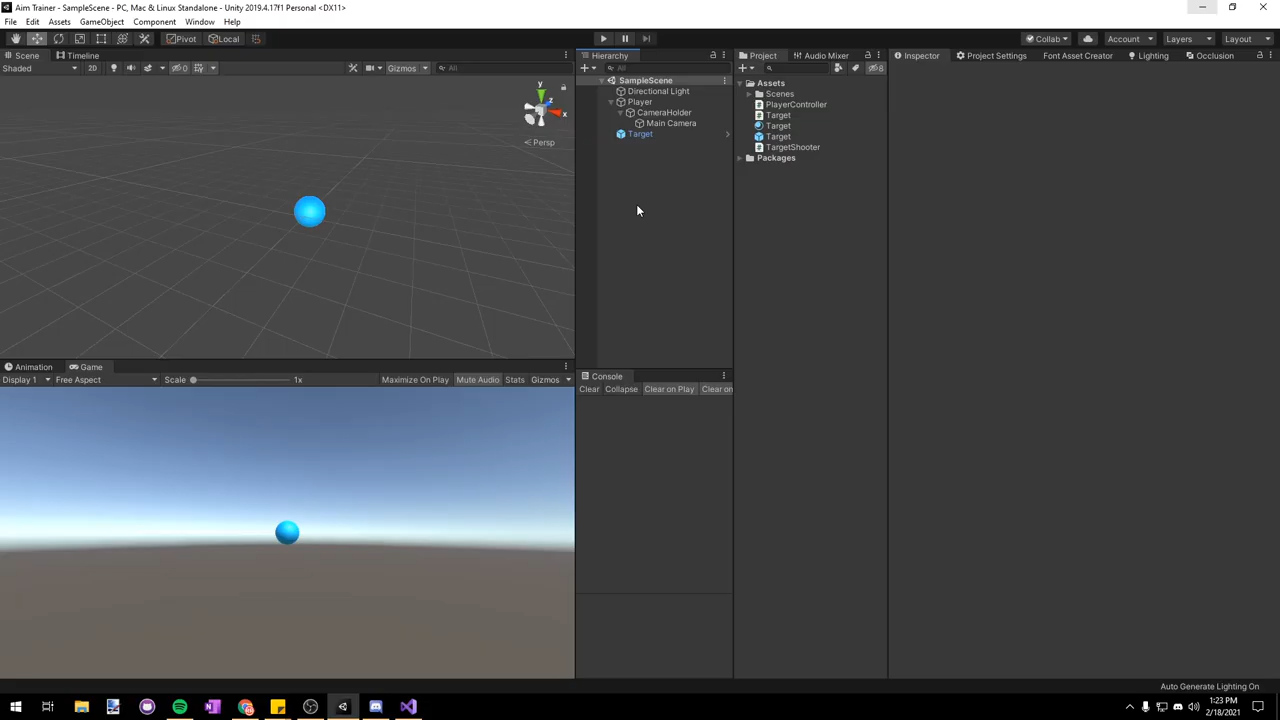 Aim Trainer - SampleScene - PC, Mac & Linux Standalone - Unity 2019.4.17f1 Personal <DX11>
File Edit Assets GameObject Component Window Help
Pivot Local Collab Account Layers Layout
Scene Timeline
Shaded 2D 0 Gizmos All
y
z
x
Persp
Hierarchy
All
SampleScene
Directional Light
Player
CameraHolder
Main Camera
Target
Project Audio Mixer
8
Assets
Scenes
PlayerController
Target
Target
Target
TargetShooter
Packages
Inspector Project Settings Font Asset Creator Lighting Occlusion
Animation Game
Display 1 Free Aspect Scale 1x Maximize On Play Mute Audio Stats Gizmos
Console
Clear Collapse Clear on Play Clear on
Auto Generate Lighting On
1:23 PM
2/18/2021